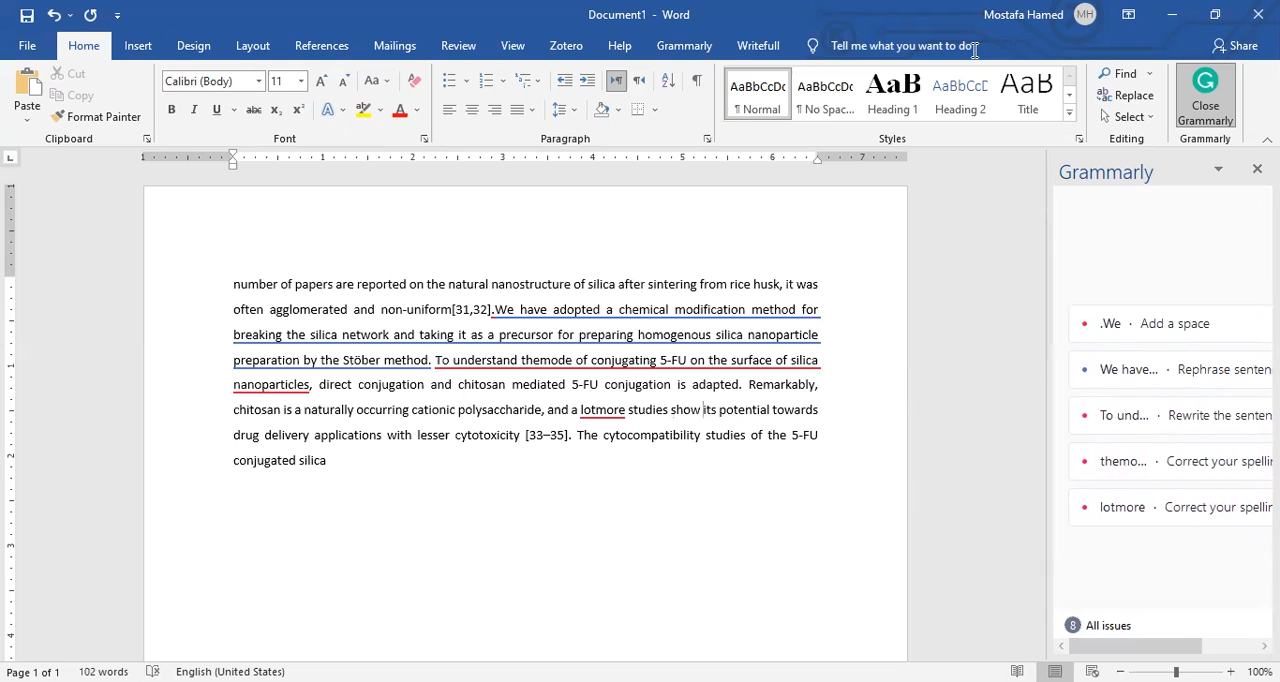 Document1 - Word
Mostafa Hamed
MH
File Home Insert Design Layout References Mailings Review View Zotero Help Grammarly Writefull Tell me what you want to do Share
Paste
Cut
Copy
Format Painter
Clipboard
Calibri (Body) 11
Font
Paragraph
AaBbCcDc ¶ Normal
AaBbCcDc ¶ No Spac...
AaB Heading 1
AaBbCcD Heading 2
AaB Title
Styles
Find
Replace
Select
Editing
Close Grammarly
Grammarly
1 1 2 3 4 5 6 7
Grammarly
number of papers are reported on the natural nanostructure of silica after sintering from rice husk, it was
often agglomerated and non-uniform[31,32].We have adopted a chemical modification method for
breaking the silica network and taking it as a precursor for preparing homogenous silica nanoparticle
preparation by the Stöber method. To understand themode of conjugating 5-FU on the surface of silica
nanoparticles, direct conjugation and chitosan mediated 5-FU conjugation is adapted. Remarkably,
chitosan is a naturally occurring cationic polysaccharide, and a lotmore studies show its potential towards
drug delivery applications with lesser cytotoxicity [33–35]. The cytocompatibility studies of the 5-FU
conjugated silica
.We · Add a space
We have... · Rephrase senten
To und... · Rewrite the senten
themo... · Correct your spellin
lotmore · Correct your spellin
8 All issues
Page 1 of 1 102 words English (United States) 100%